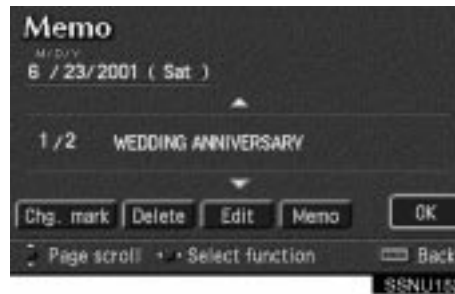 Memo
M/D/Y
6 / 23/ 2001 ( Sat )
1/2 WEDDING ANNIVERSARY
Chg. mark Delete Edit Memo OK
Page scroll Select function Back